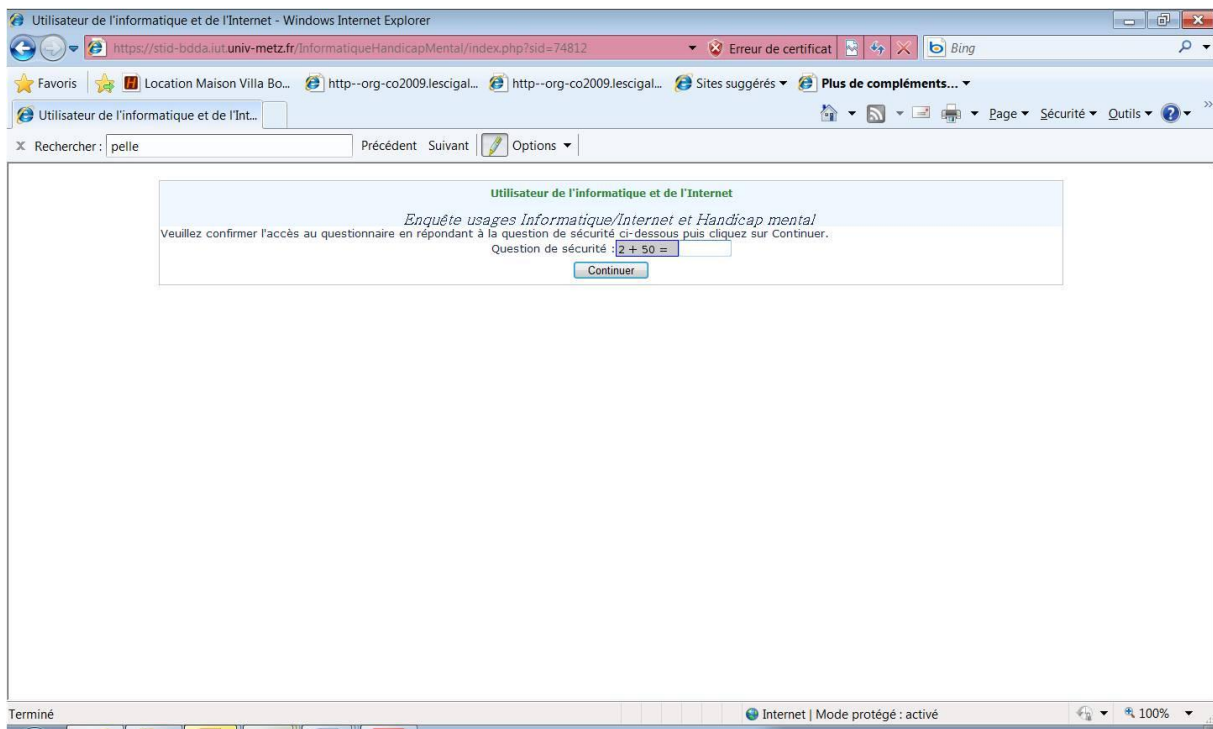 Utilisateur de l'informatique et de l'Internet - Windows Internet Explorer
https://stid-bdda.iut.univ-metz.fr/InformatiqueHandicapMental/index.php?sid=74812 Erreur de certificat Bing
Favoris Location Maison Villa Bo... http--org-co2009.lescigal... http--org-co2009.lescigal... Sites suggérés Plus de compléments...
Utilisateur de l'informatique et de l'Int... Page Sécurité Outils
x Rechercher : pelle Précédent Suivant Options
Utilisateur de l'informatique et de l'Internet
Enquête usages Informatique/Internet et Handicap mental
Veuillez confirmer l'accès au questionnaire en répondant à la question de sécurité ci-dessous puis cliquez sur Continuer.
Question de sécurité : 2 + 50 =
Continuer
Terminé Internet | Mode protégé : activé 100%